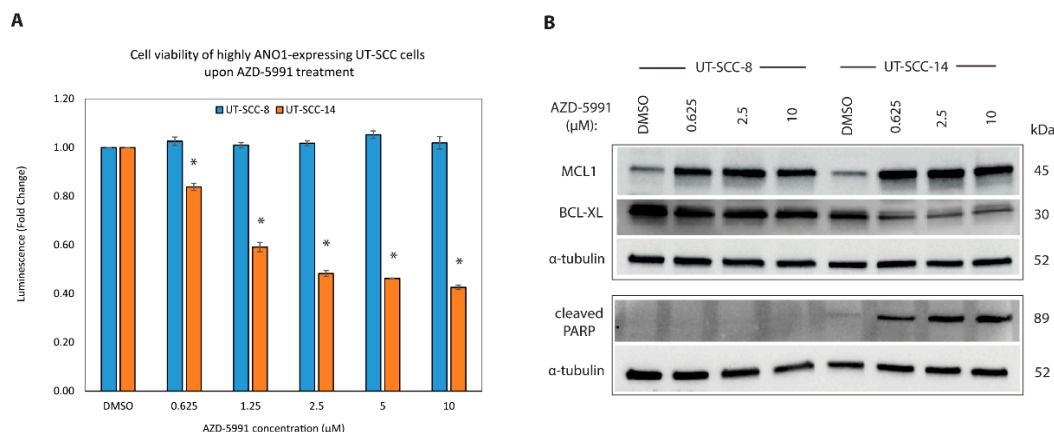 A
Cell viability of highly ANO1-expressing UT-SCC cells
upon AZD-5991 treatment
UT-SCC-8 UT-SCC-14
Luminescence (Fold Change)
1.20
1.00
0.80
0.60
0.40
0.20
0.00
* * * * *
DMSO 0.625 1.25 2.5 5 10
AZD-5991 concentration (μM)
B
UT-SCC-8 UT-SCC-14
AZD-5991
(μM):
DMSO 0.625 2.5 10 DMSO 0.625 2.5 10
kDa
MCL1 45
BCL-XL 30
α-tubulin 52
cleaved
PARP 89
α-tubulin 52